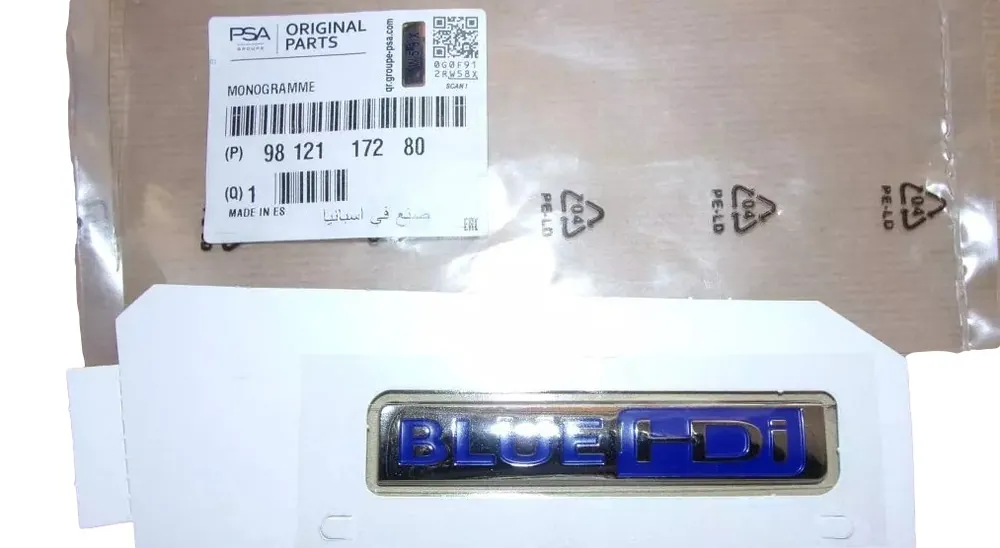 PSA
GROUPE
ORIGINAL
PARTS
qr.groupe-psa.com
0G0F91
2RW58X
SCAN!
MONOGRAMME
(P) 98 121 172 80
(Q) 1
MADE IN ES
صنع في اسبانيا
EAC
04
PE-LD
04
PE-LD
04
PE-LD
BLUE HDi